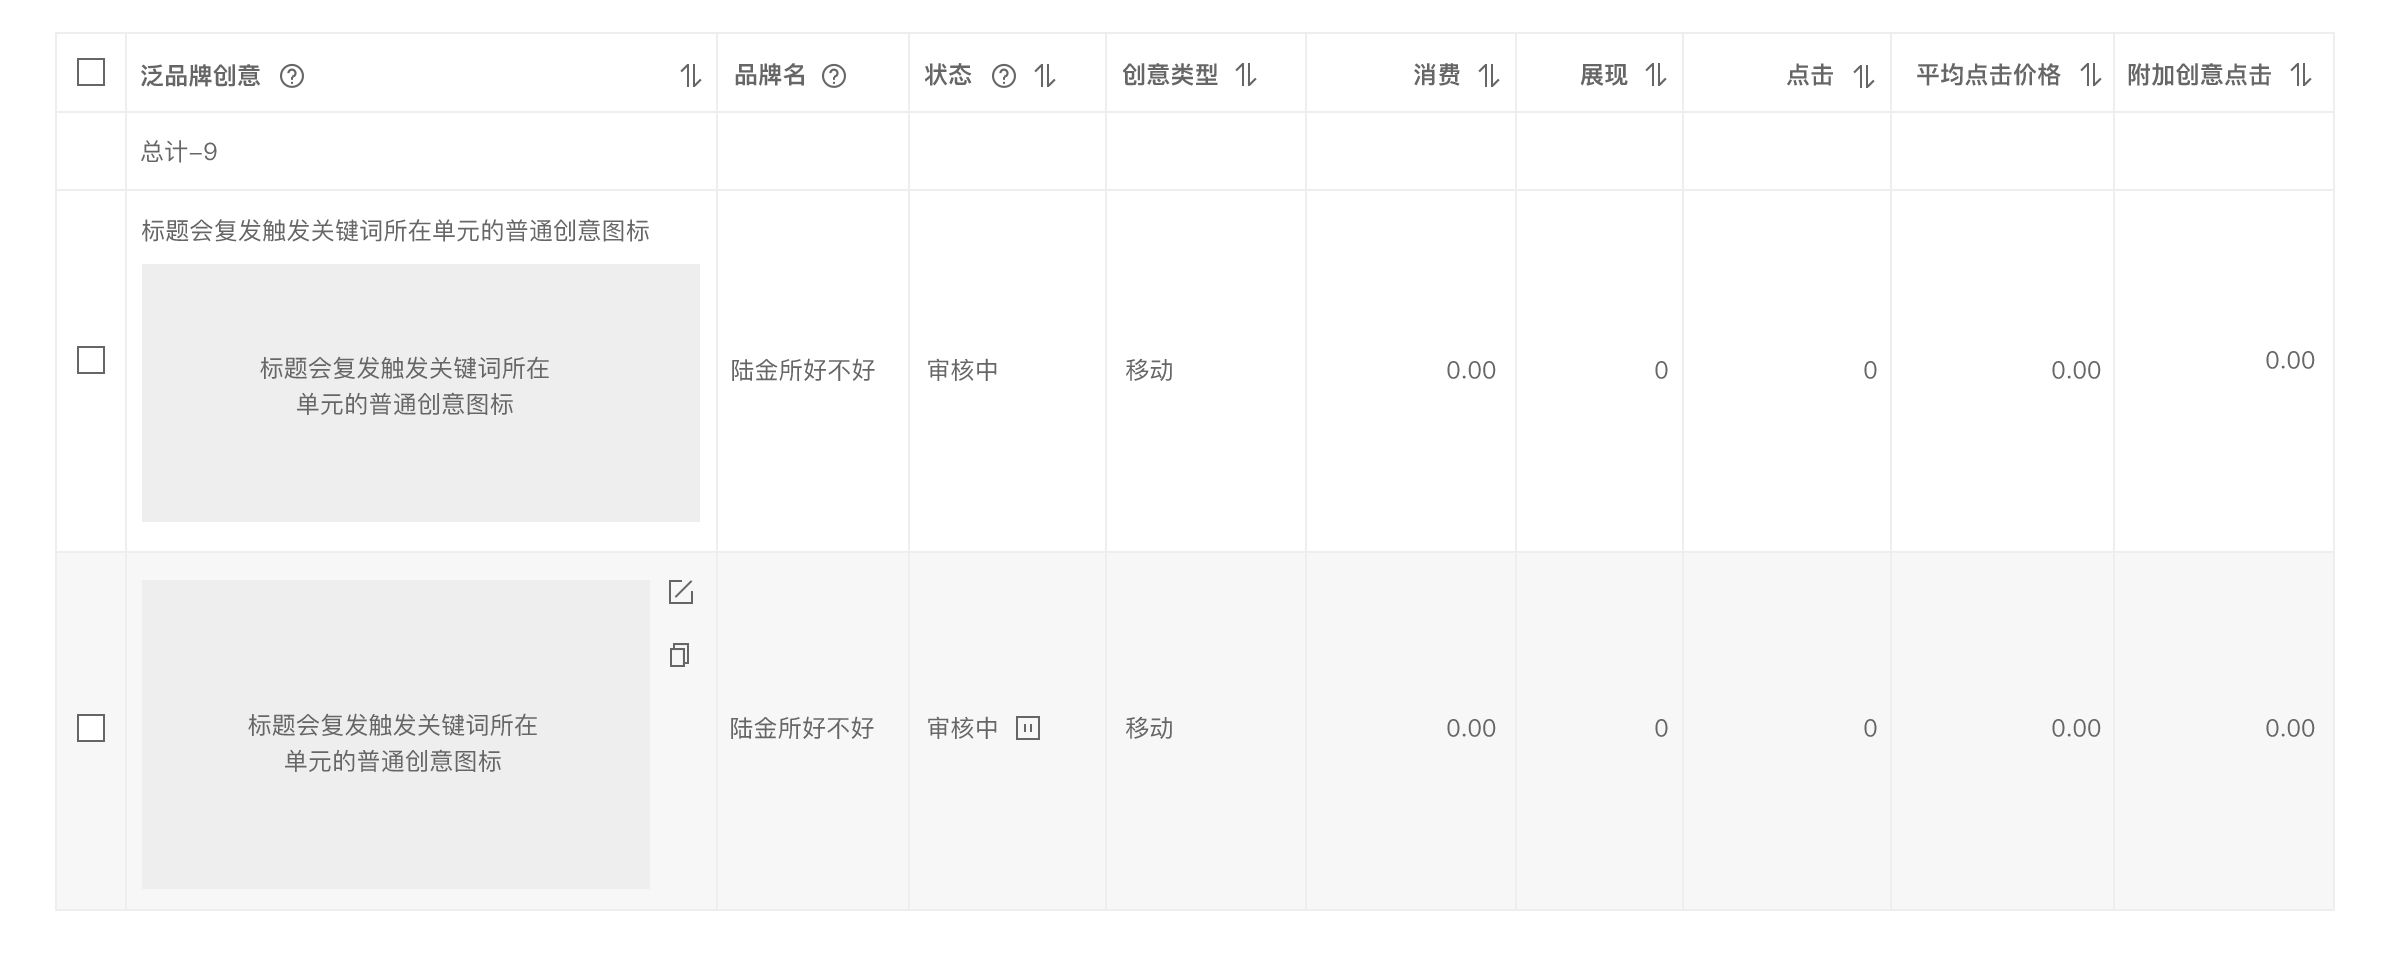 泛品牌创意 品牌名 状态 创意类型 消费 展现 点击 平均点击价格 附加创意点击
总计–9
标题会复发触发关键词所在单元的普通创意图标
标题会复发触发关键词所在
单元的普通创意图标
陆金所好不好 审核中 移动 0.00 0 0 0.00 0.00
标题会复发触发关键词所在
单元的普通创意图标
陆金所好不好 审核中 移动 0.00 0 0 0.00 0.00